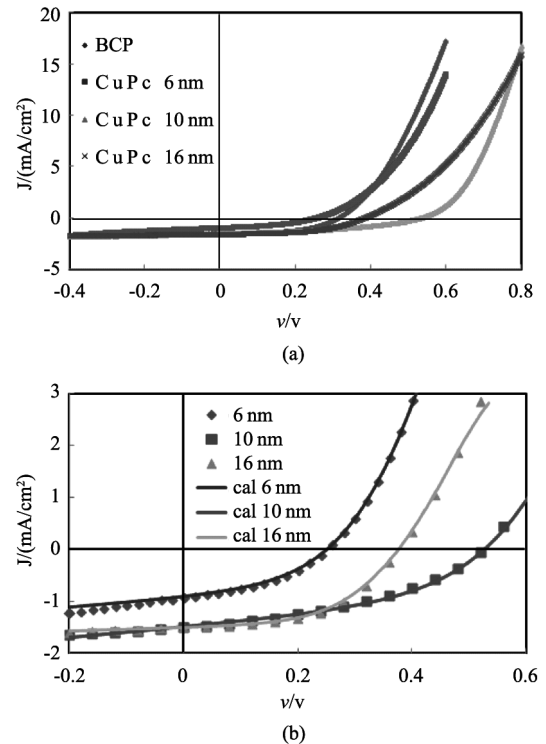 20
15
10
5
0
-5
J/(mA/cm²)
BCP
CuPc 6 nm
CuPc 10 nm
CuPc 16 nm
-0.4 -0.2 0 0.2 0.4 0.6 0.8
v/v
(a)
3
2
1
0
-1
-2
J/(mA/cm²)
6 nm
10 nm
16 nm
cal 6 nm
cal 10 nm
cal 16 nm
-0.2 0 0.2 0.4 0.6
v/v
(b)